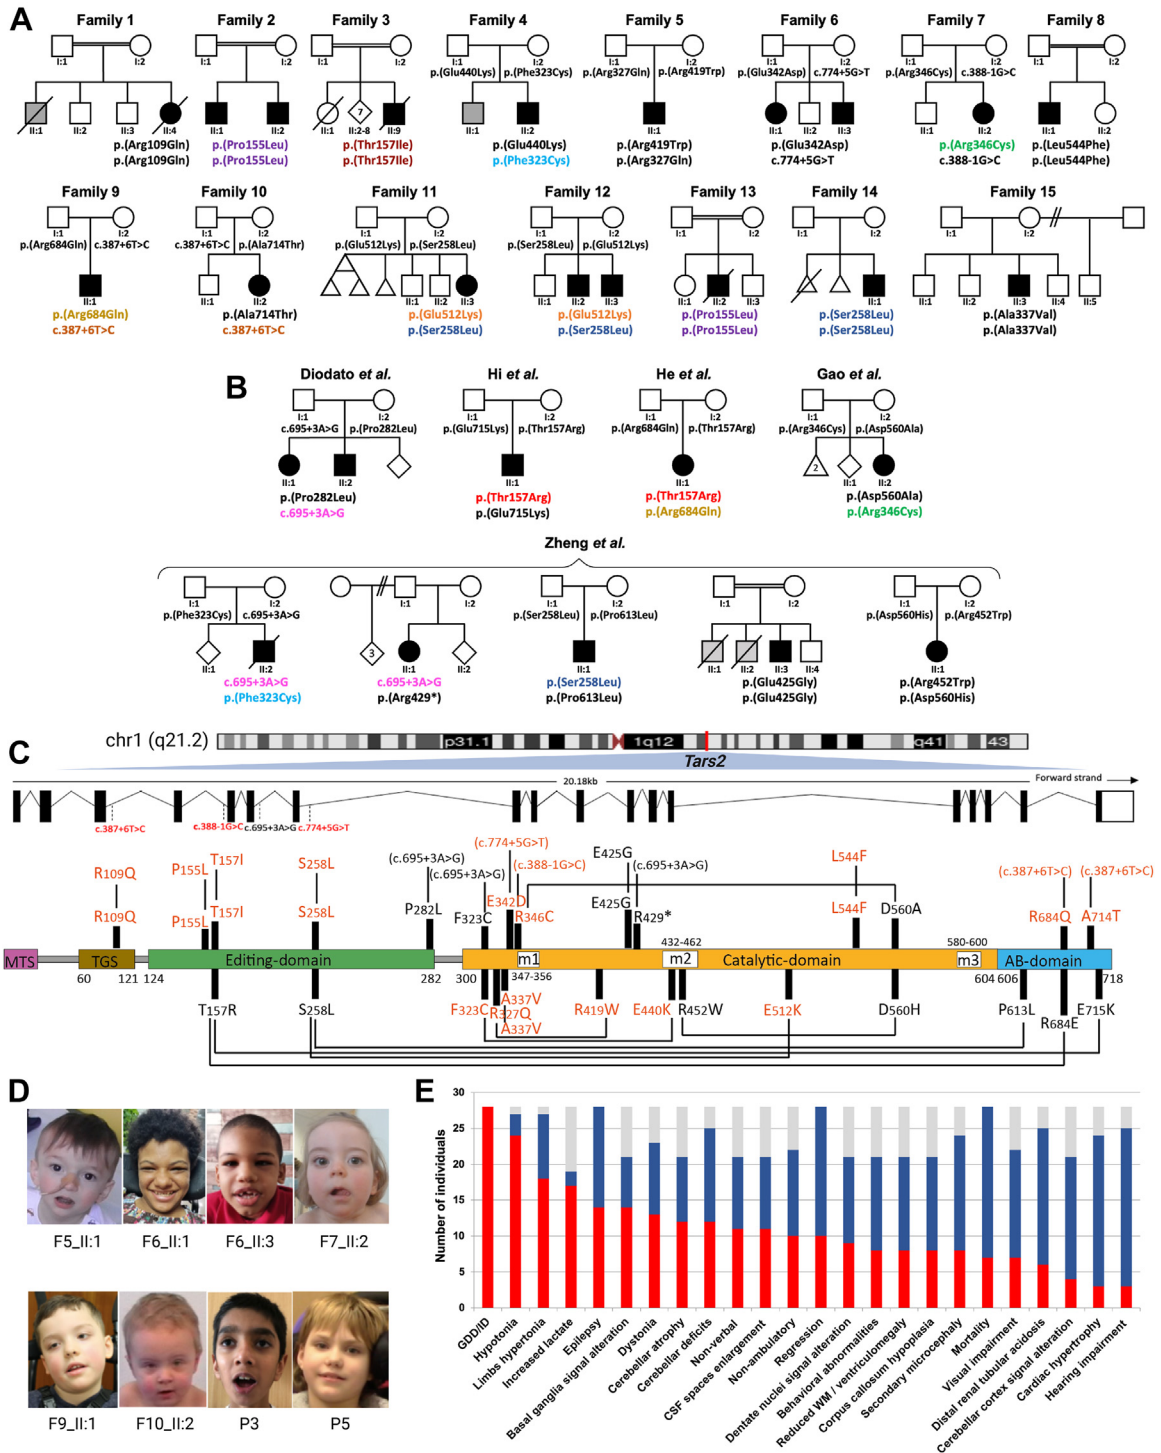 A
Family 1
Family 2
Family 3
Family 4
Family 5
Family 6
Family 7
Family 8
I:1 I:2 I:1 I:2 I:1 I:2 I:1 I:2 I:1 I:2 I:1 I:2 I:1 I:2 I:1 I:2
p.(Glu440Lys) p.(Phe323Cys) p.(Arg327Gln) p.(Arg419Trp) p.(Glu342Asp) c.774+5G>T p.(Arg346Cys) c.388-1G>C
7
II:1 II:2 II:3 II:4 II:1 II:2 II:1 II:2-8 II:9 II:1 II:2 II:1 II:1 II:2 II:3 II:1 II:2 II:1 II:2
p.(Arg109Gln) p.(Pro155Leu) p.(Thr157Ile) p.(Glu440Lys) p.(Arg419Trp) p.(Glu342Asp) p.(Arg346Cys) p.(Leu544Phe)
p.(Arg109Gln) p.(Pro155Leu) p.(Thr157Ile) p.(Phe323Cys) p.(Arg327Gln) c.774+5G>T c.388-1G>C p.(Leu544Phe)
Family 9 Family 10 Family 11 Family 12 Family 13 Family 14 Family 15
I:1 I:2 I:1 I:2 I:1 I:2 I:1 I:2 I:1 I:2 I:1 I:2 I:1 I:2
p.(Arg684Gln) c.387+6T>C c.387+6T>C p.(Ala714Thr) p.(Glu512Lys) p.(Ser258Leu) p.(Ser258Leu) p.(Glu512Lys)
II:1 II:1 II:2 II:1 II:2 II:3 II:1 II:2 II:3 II:1 II:2 II:3 II:1 II:1 II:2 II:3 II:4 II:5
p.(Arg684Gln) p.(Ala714Thr) p.(Glu512Lys) p.(Glu512Lys) p.(Pro155Leu) p.(Ser258Leu) p.(Ala337Val)
c.387+6T>C c.387+6T>C p.(Ser258Leu) p.(Ser258Leu) p.(Pro155Leu) p.(Ser258Leu) p.(Ala337Val)
B
Diodato et al. Hi et al. He et al. Gao et al.
I:1 I:2 I:1 I:2 I:1 I:2 I:1 I:2
c.695+3A>G p.(Pro282Leu) p.(Glu715Lys) p.(Thr157Arg) p.(Arg684Gln) p.(Thr157Arg) p.(Arg346Cys) p.(Asp560Ala)
2
II:1 II:2 II:1 II:1 II:1 II:2
p.(Pro282Leu) p.(Thr157Arg) p.(Thr157Arg) p.(Asp560Ala)
c.695+3A>G p.(Glu715Lys) p.(Arg684Gln) p.(Arg346Cys)
Zheng et al.
I:1 I:2 I:1 I:2 I:1 I:2 I:1 I:2 I:1 I:2
p.(Phe323Cys) c.695+3A>G p.(Ser258Leu) p.(Pro613Leu) p.(Asp560His) p.(Arg452Trp)
3
II:1 II:2 II:1 II:2 II:1 II:1 II:2 II:3 II:4 II:1
c.695+3A>G c.695+3A>G p.(Ser258Leu) p.(Glu425Gly) p.(Arg452Trp)
p.(Phe323Cys) p.(Arg429*) p.(Pro613Leu) p.(Glu425Gly) p.(Asp560His)
C
chr1 (q21.2) p31.1 1q12 q41 43
Tars2
20.18kb Forward strand
c.387+6T>C c.388-1G>C c.695+3A>G c.774+5G>T
(c.774+5G>T) E425G
(c.695+3A>G) (c.695+3A>G) (c.388-1G>C) (c.695+3A>G) L544F (c.387+6T>C) (c.387+6T>C)
R109Q P155L T157I S258L
R109Q P155L T157I S258L P282L F323C E342D R346C E425G R429* L544F D560A R684Q A714T
432-462 580-600
MTS TGS Editing-domain m1 m2 Catalytic-domain m3 AB-domain
60 121 124 282 300 347-356 604 606 718
T157R S258L F323C R327Q A337V A337V R419W E440K R452W E512K D560H P613L R684E E715K
D
F5_II:1 F6_II:1 F6_II:3 F7_II:2
F9_II:1 F10_II:2 P3 P5
E
Number of individuals
30
25
20
15
10
5
0
GDD/ID
Hypotonia
Limbs hypertonia
Increased lactate
Epilepsy
Basal ganglia signal alteration
Dystonia
Cerebellar atrophy
Cerebellar deficits
Non-verbal
CSF spaces enlargement
Non-ambulatory
Regression
Dentate nuclei signal alteration
Behavioral abnormalities
Reduced WM / ventriculomegaly
Corpus callosum hypoplasia
Secondary microcephaly
Mortality
Visual impairment
Distal renal tubular acidosis
Cerebellar cortex signal alteration
Cardiac hypertrophy
Hearing impairment